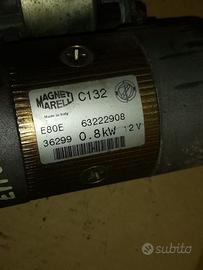 MAGNETI
MARELLI
C132
Made in Italy
E80E 63222908
36299 0.8kW 12V
subito